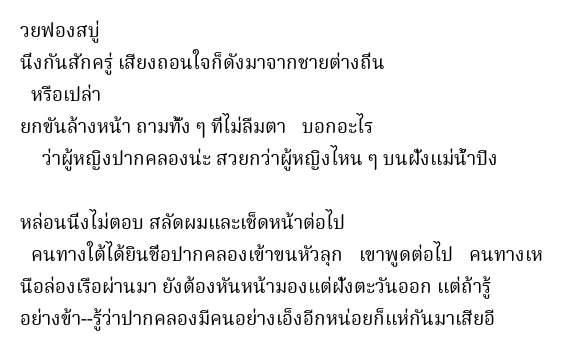 วยฟองสบู่
นิ่งกันสักครู่ เสียงถอนใจก็ดังมาจากชายต่างถิ่น
หรือเปล่า
ยกขันล้างหน้า ถามทั้ง ๆ ที่ไม่ลืมตา บอกอะไร
ว่าผู้หญิงปากคลองน่ะ สวยกว่าผู้หญิงไหน ๆ บนฝั่งแม่น้ำปิง
หล่อนนิ่งไม่ตอบ สลัดผมและเช็ดหน้าต่อไป
คนทางใต้ได้ยินชื่อปากคลองเข้าขนหัวลุก เขาพูดต่อไป คนทางเห
นือล่องเรือผ่านมา ยังต้องหันหน้ามองแต่ฝั่งตะวันออก แต่ถ้ารู้
อย่างข้า--รู้ว่าปากคลองมีคนอย่างเอ็งอีกหน่อยก็แห่กันมาเสียอี